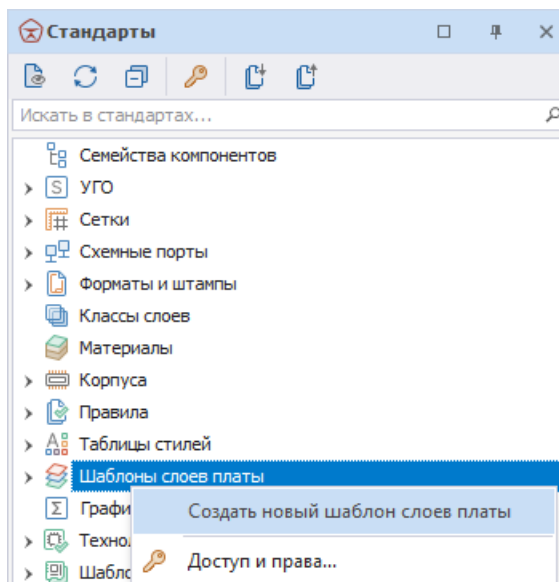 Стандарты
Искать в стандартах...
Семейства компонентов
УГО
Сетки
Схемные порты
Форматы и штампы
Классы слоев
Материалы
Корпуса
Правила
Таблицы стилей
Шаблоны слоев платы
Создать новый шаблон слоев платы
Доступ и права...